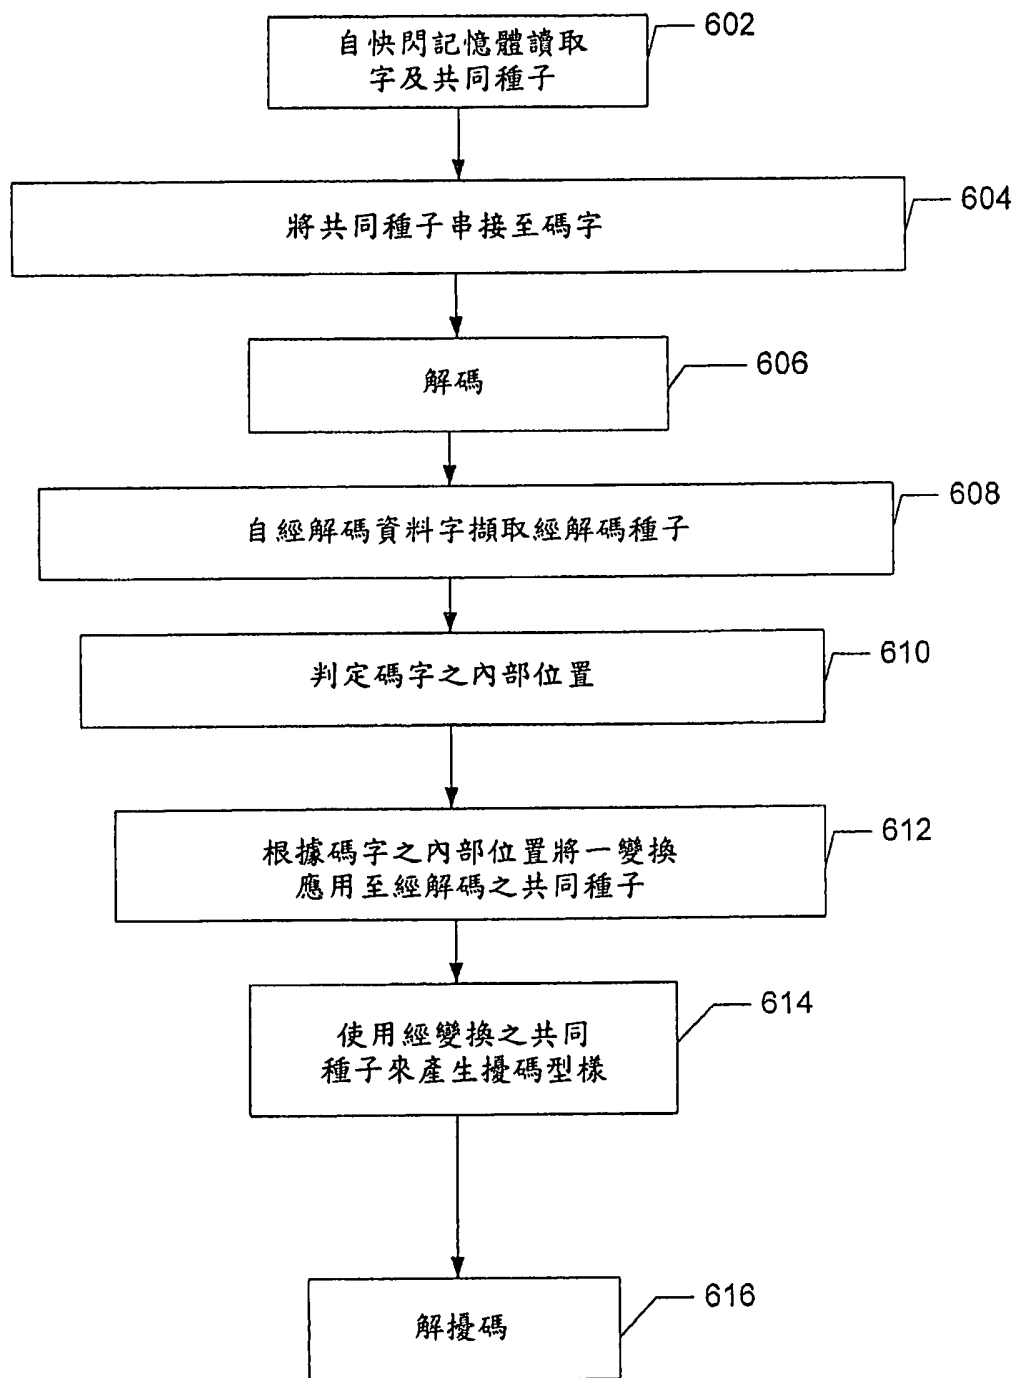 自快閃記憶體讀取
字及共同種子
602
將共同種子串接至碼字
604
解碼
606
自經解碼資料字擷取經解碼種子
608
判定碼字之內部位置
610
根據碼字之內部位置將一變換
應用至經解碼之共同種子
612
使用經變換之共同
種子來產生擾碼型樣
614
解擾碼
616